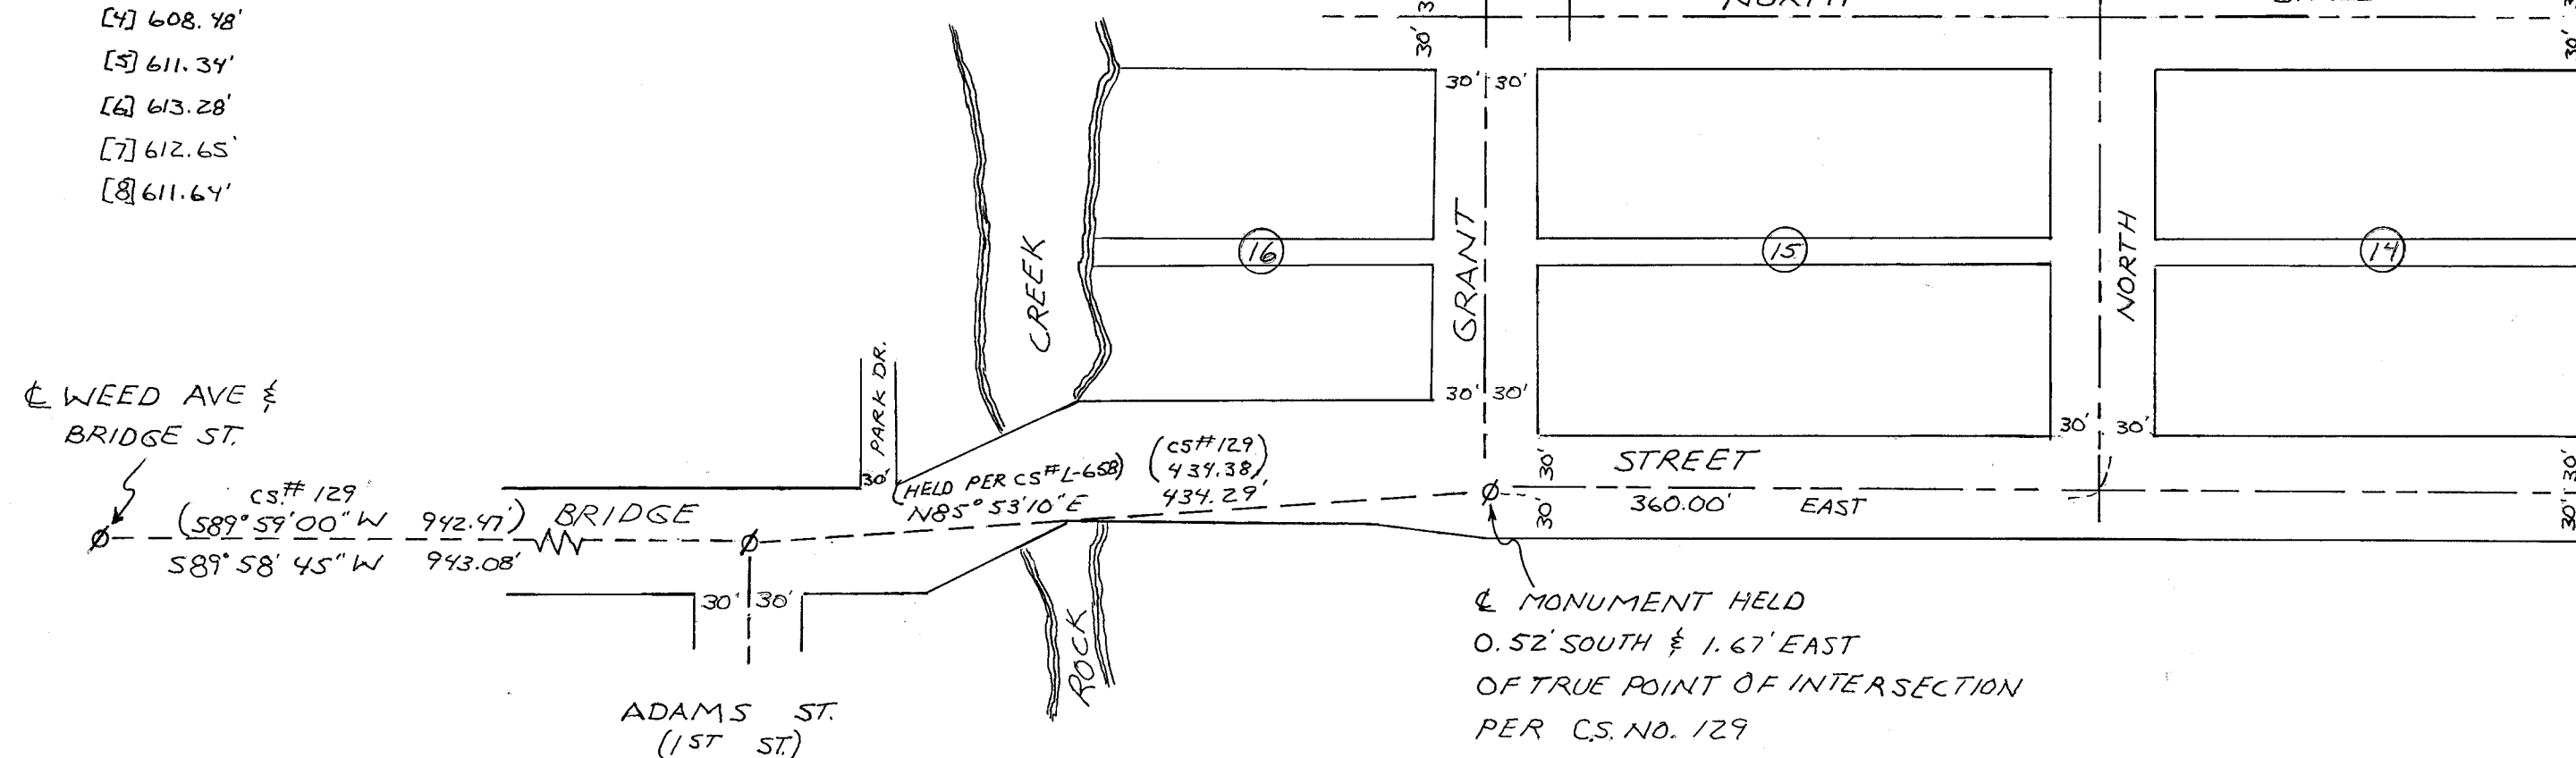 [4] 608.48'
[5] 611.34'
[6] 613.28'
[7] 612.65'
[8] 611.64'
30'
30'
30' 30'
CREEK
16
GRANT
15
NORTH
14
30' 30'
30' 30'
℄ WEED AVE &
BRIDGE ST.
PARK DR.
30'
CS.# 129
(S89°59'00"W 942.47')
S89°58'45"W 943.08'
BRIDGE
(HELD PER CS#L-658)
N85°53'10"E
(CS#129
434.38)
434.29'
30'
30'
STREET
360.00' EAST
30'
30'
30' 30'
ROCK
ADAMS ST.
(1ST ST.)
℄ MONUMENT HELD
0.52' SOUTH & 1.67' EAST
OF TRUE POINT OF INTERSECTION
PER C.S. NO. 129